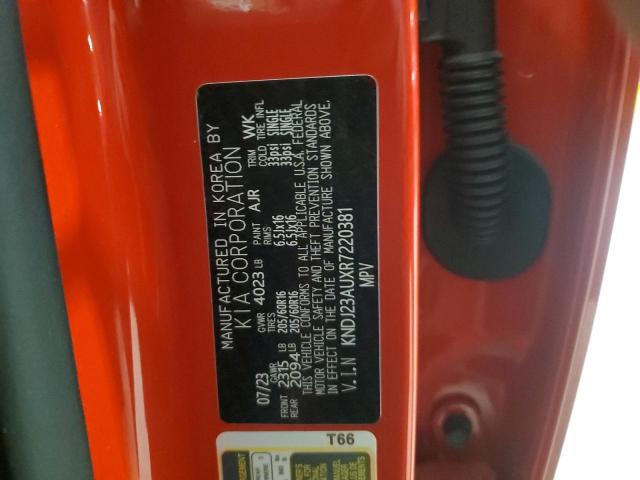 MANUFACTURED IN KOREA BY
KIA CORPORATION
07/23 GVWR 4023 LB PAINT AJR TRIM WK
GAWR TIRES RIMS COLD TIRE INFL
FRONT 2315 LB 205/60R16 6.5Jx16 33psi SINGLE
REAR 2094 LB 205/60R16 6.5Jx16 33psi SINGLE
THIS VEHICLE CONFORMS TO ALL APPLICABLE U.S.A. FEDERAL
MOTOR VEHICLE SAFETY AND THEFT PREVENTION STANDARDS
IN EFFECT ON THE DATE OF MANUFACTURE SHOWN ABOVE.
V.I.N KNDJ23AUXR7220381
MPV
T66